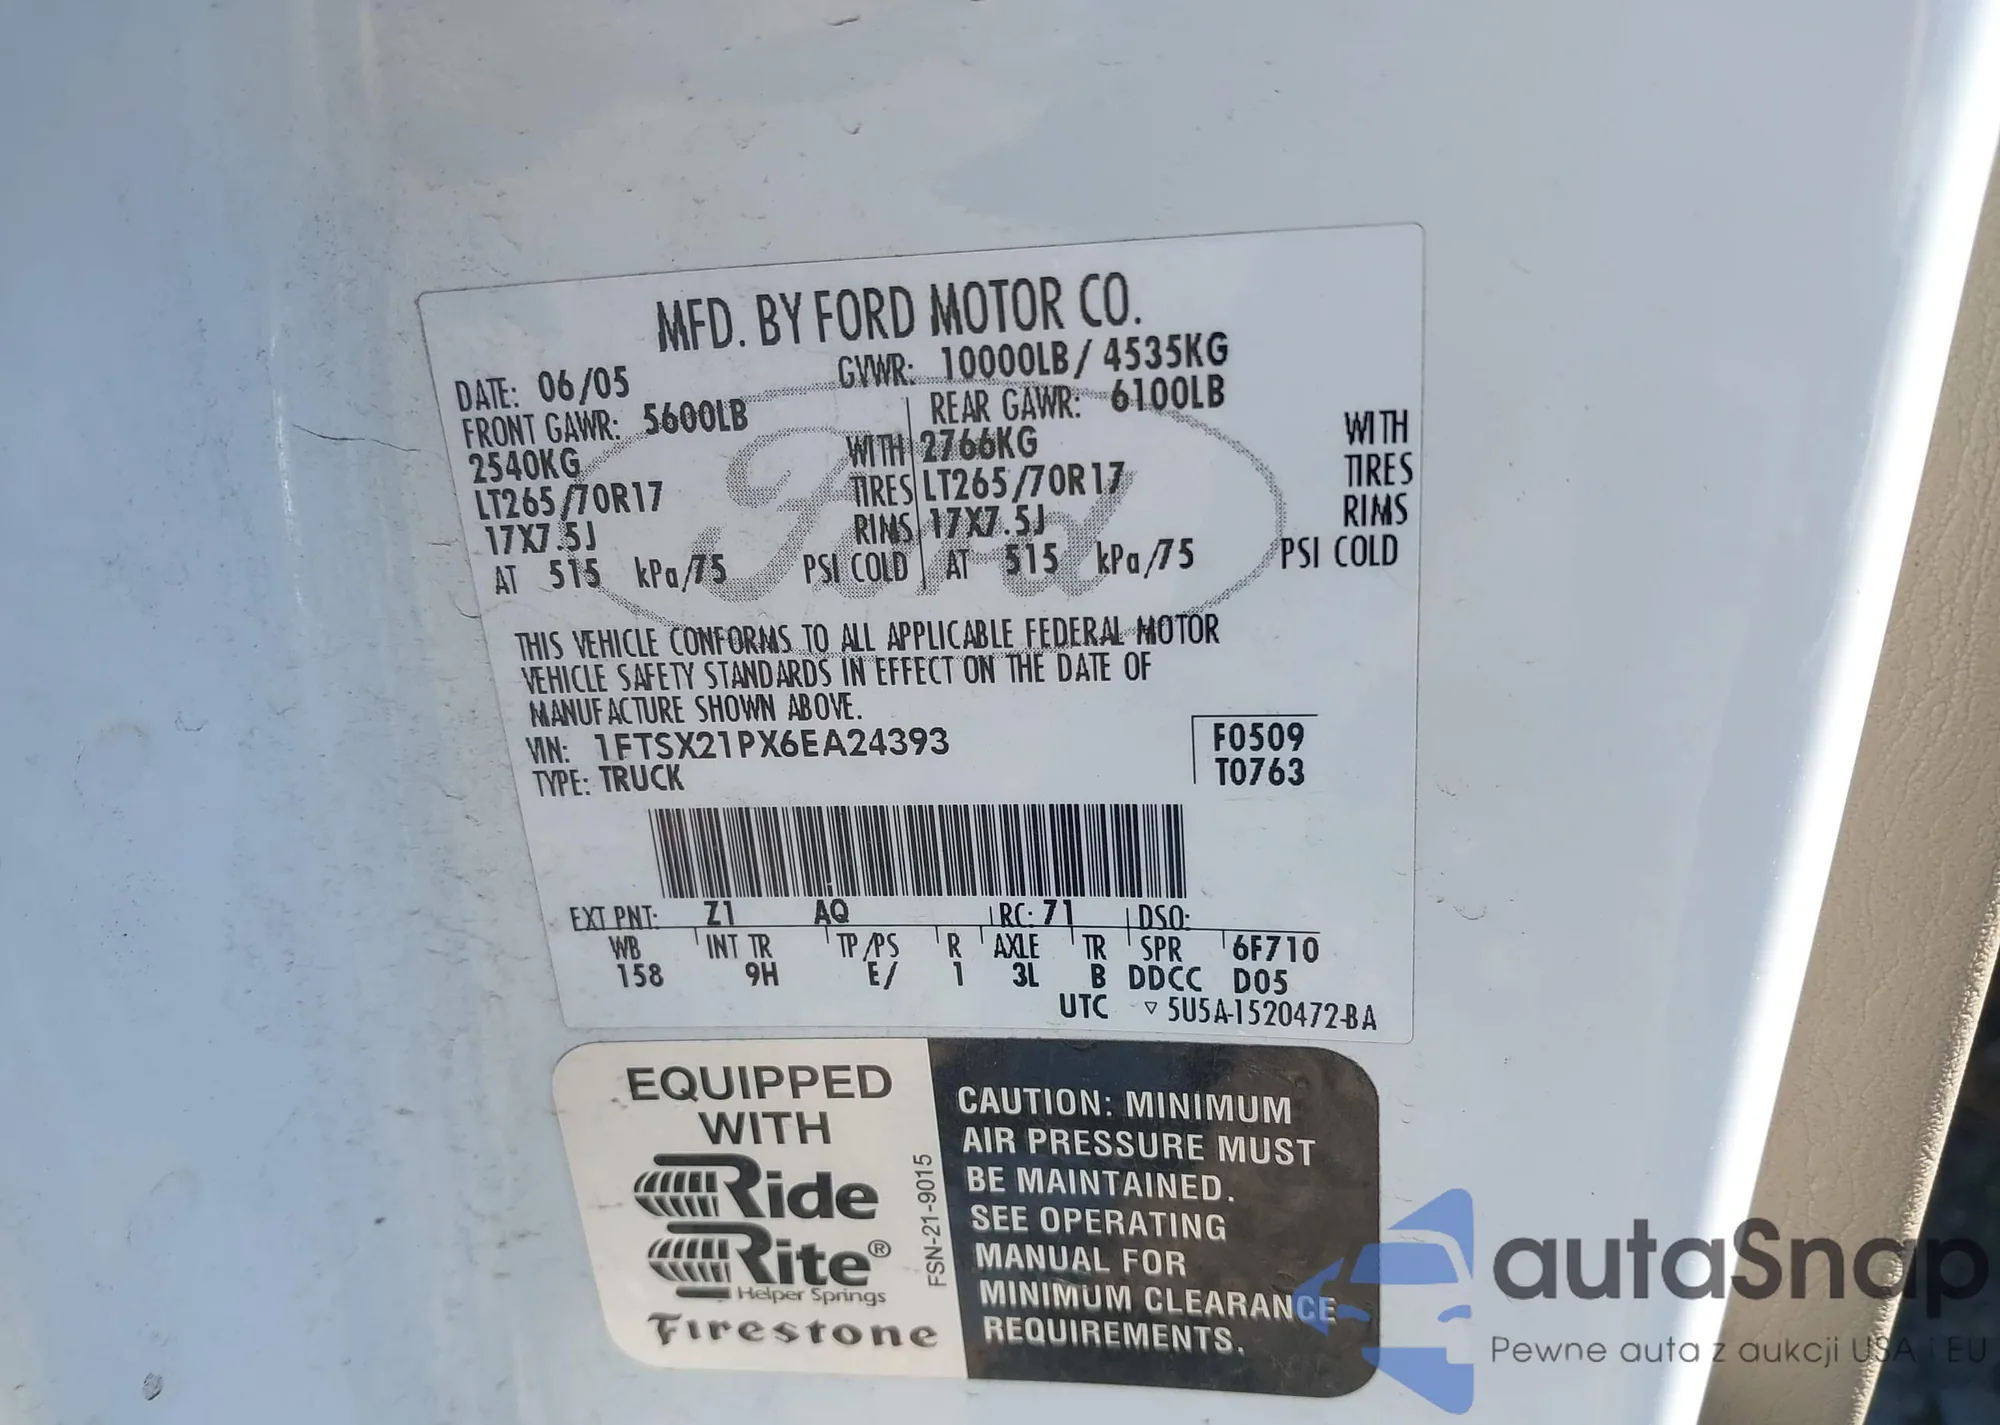 MFD. BY FORD MOTOR CO.
DATE: 06/05 GVWR: 10000LB/ 4535KG
FRONT GAWR: 5600LB REAR GAWR: 6100LB
2540KG WITH 2766KG WITH
LT265/70R17 TIRES LT265/70R17 TIRES
17X7.5J RIMS 17X7.5J RIMS
AT 515 kPa/75 PSI COLD AT 515 kPa/75 PSI COLD
Ford
THIS VEHICLE CONFORMS TO ALL APPLICABLE FEDERAL MOTOR
VEHICLE SAFETY STANDARDS IN EFFECT ON THE DATE OF
MANUFACTURE SHOWN ABOVE.
VIN: 1FTSX21PX6EA24393 F0509
TYPE: TRUCK T0763
EXT PNT: Z1 AQ RC: 71 DSO:
WB INT TR TP/PS R AXLE TR SPR 6F710
158 9H E/ 1 3L B DDCC D05
UTC ▽ 5U5A-1520472-BA
EQUIPPED
WITH
Ride
Rite®
Helper Springs
Firestone
FSN-21-9015
CAUTION: MINIMUM
AIR PRESSURE MUST
BE MAINTAINED.
SEE OPERATING
MANUAL FOR
MINIMUM CLEARANCE
REQUIREMENTS.
autaSnap
Pewne auta z aukcji USA i EU